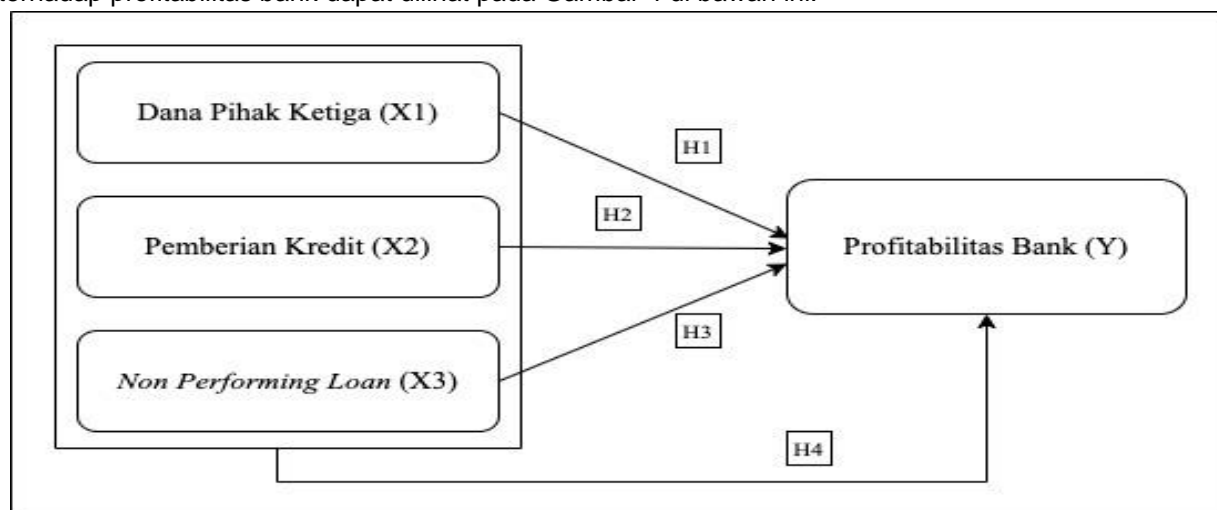 terhadap profitabilitas bank dapat dilihat pada Gambar 1 di bawah ini.
Dana Pihak Ketiga (X1)
H1
H2
Pemberian Kredit (X2)
Profitabilitas Bank (Y)
H3
Non Performing Loan (X3)
H4